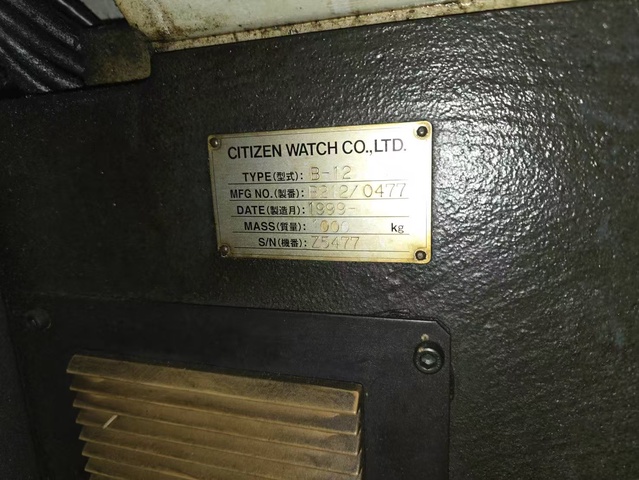 CITIZEN WATCH CO.,LTD.
TYPE(型式): B-12
MFG NO.(製番): P212/0477
DATE(製造月): 1999-
MASS(質量): kg
S/N(機番): Z5477